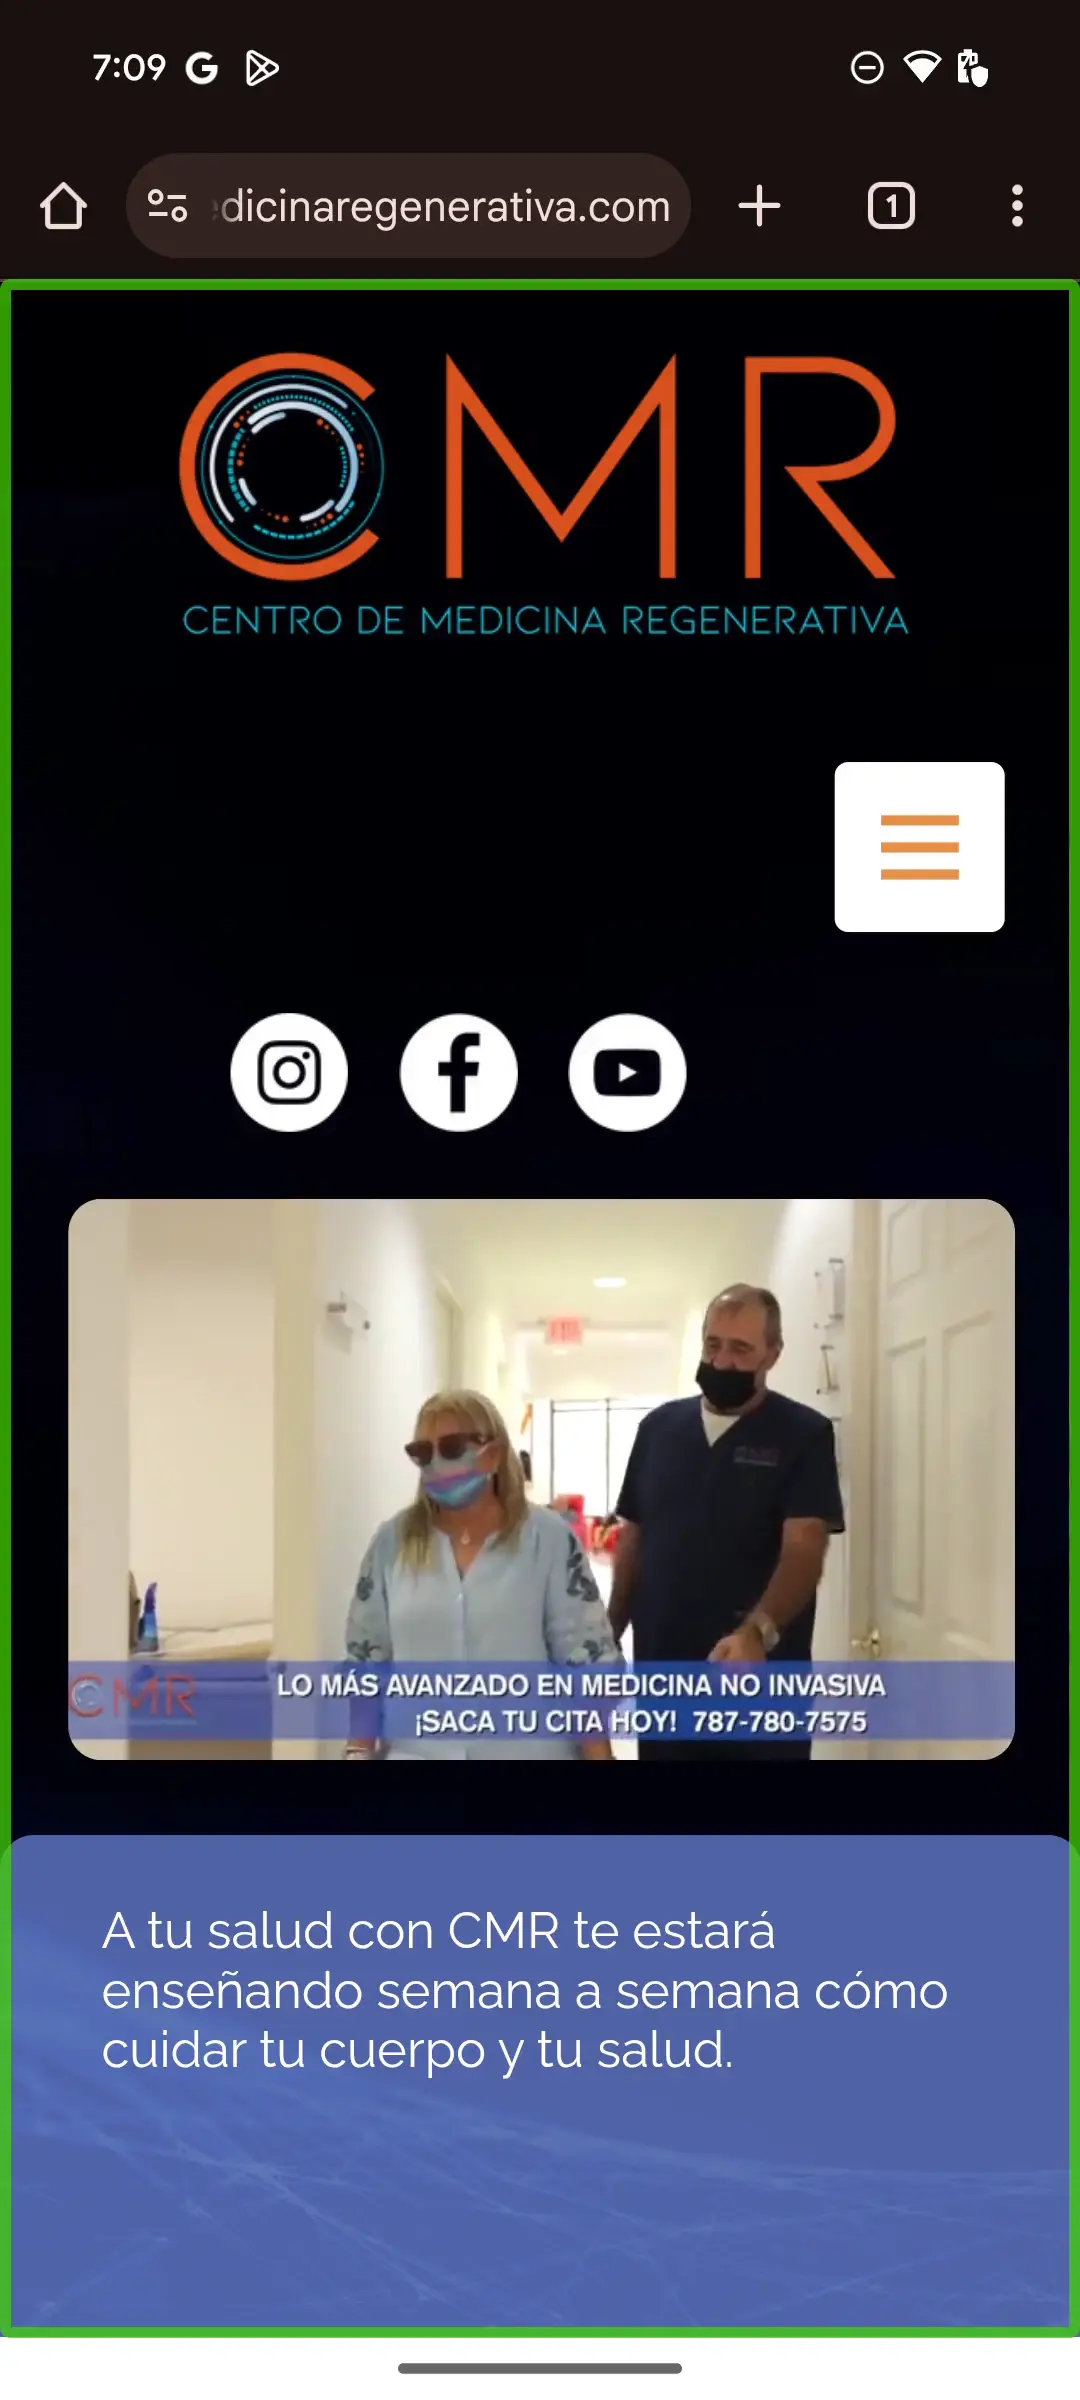 7:09
dicinaregenerativa.com
1
CMR
CENTRO DE MEDICINA REGENERATIVA
EXIT
CMR
LO MÁS AVANZADO EN MEDICINA NO INVASIVA
¡SACA TU CITA HOY! 787-780-7575
A tu salud con CMR te estará
enseñando semana a semana cómo
cuidar tu cuerpo y tu salud.